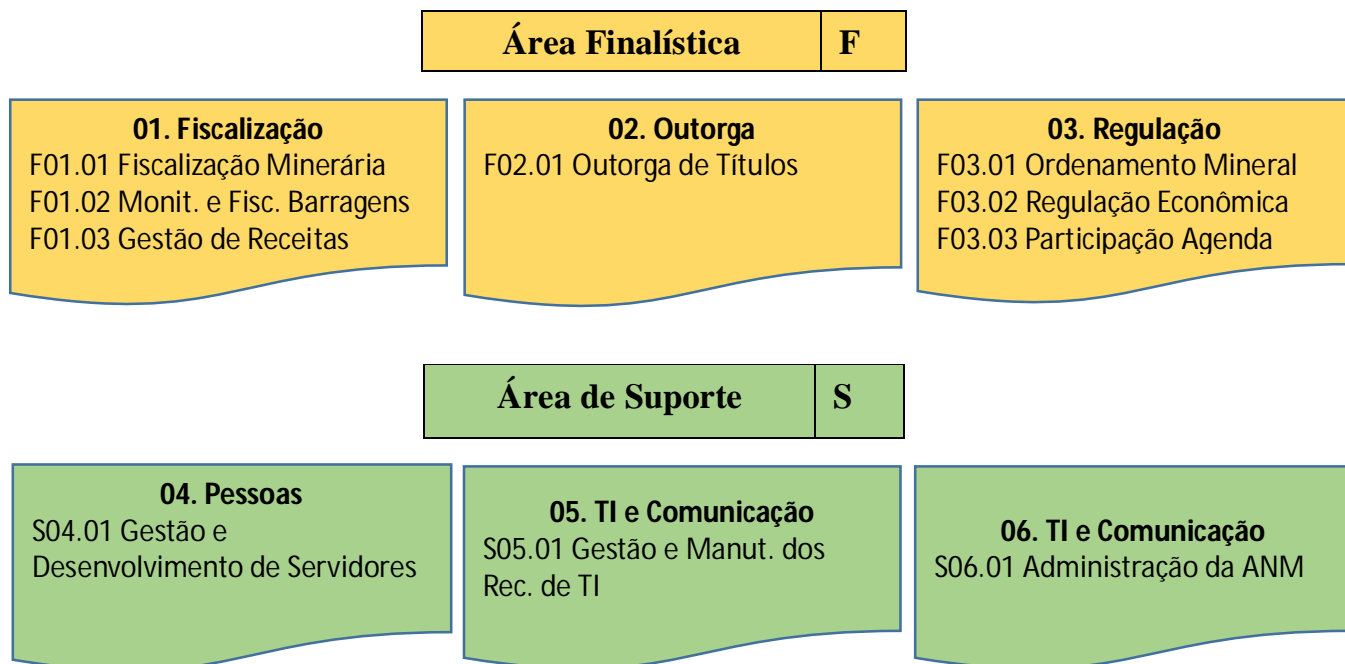 Área Finalística F
01. Fiscalização
F01.01 Fiscalização Minerária
F01.02 Monit. e Fisc. Barragens
F01.03 Gestão de Receitas
02. Outorga
F02.01 Outorga de Títulos
03. Regulação
F03.01 Ordenamento Mineral
F03.02 Regulação Econômica
F03.03 Participação Agenda
Área de Suporte S
04. Pessoas
S04.01 Gestão e
Desenvolvimento de Servidores
05. TI e Comunicação
S05.01 Gestão e Manut. dos
Rec. de TI
06. TI e Comunicação
S06.01 Administração da ANM